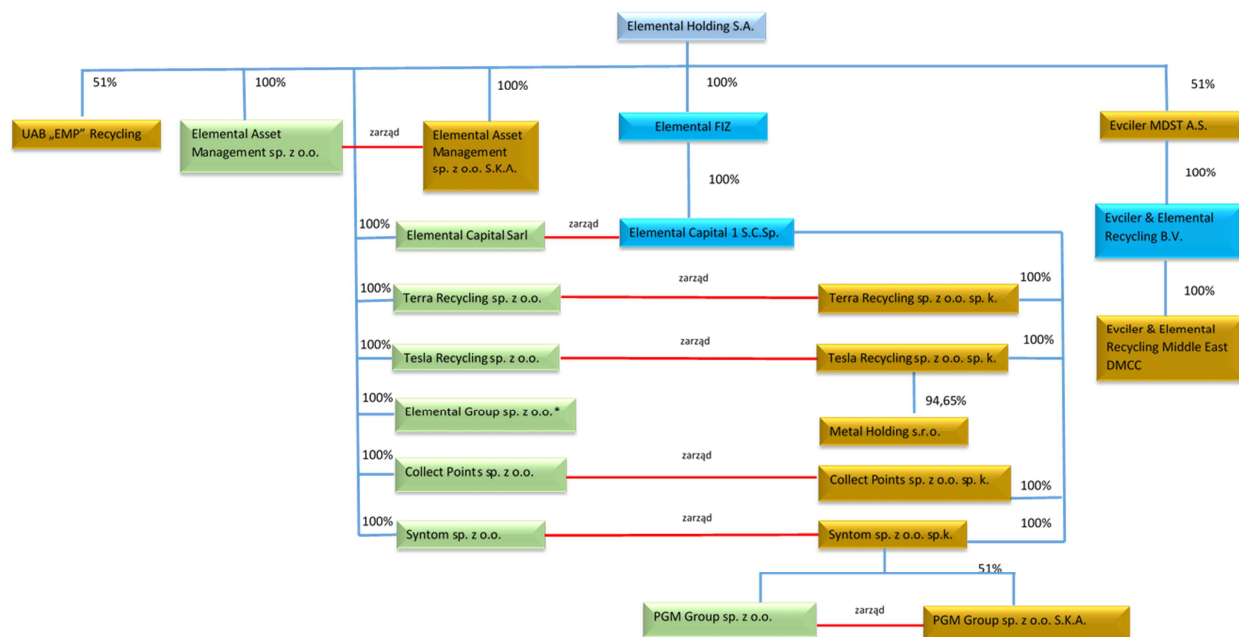 Elemental Holding S.A.
51%
100%
100%
100%
51%
UAB „EMP” Recycling
Elemental Asset
Management sp. z o.o.
zarząd
Elemental Asset
Management
sp. z o.o. S.K.A.
Elemental FIZ
Evciler MDST A.S.
100%
100%
100%
Elemental Capital Sarl
zarząd
Elemental Capital 1 S.C.Sp.
Evciler & Elemental
Recycling B.V.
100%
Terra Recycling sp. z o.o.
zarząd
Terra Recycling sp. z o.o. sp. k.
100%
100%
Evciler & Elemental
Recycling Middle East
DMCC
100%
Tesla Recycling sp. z o.o.
zarząd
Tesla Recycling sp. z o.o. sp. k.
100%
94,65%
100%
Elemental Group sp. z o.o.*
Metal Holding s.r.o.
100%
Collect Points sp. z o.o.
zarząd
Collect Points sp. z o.o. sp. k.
100%
100%
Syntom sp. z o.o.
zarząd
Syntom sp. z o.o. sp.k.
100%
51%
PGM Group sp. z o.o.
zarząd
PGM Group sp. z o.o. S.K.A.